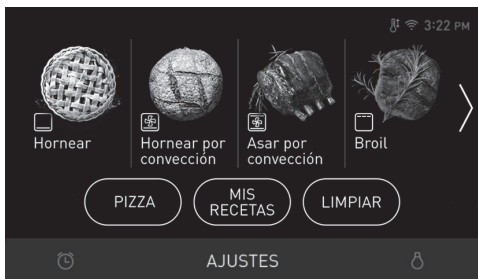 3:22 PM
Hornear
Hornear por
convección
Asar por
convección
Broil
PIZZA
MIS
RECETAS
LIMPIAR
AJUSTES